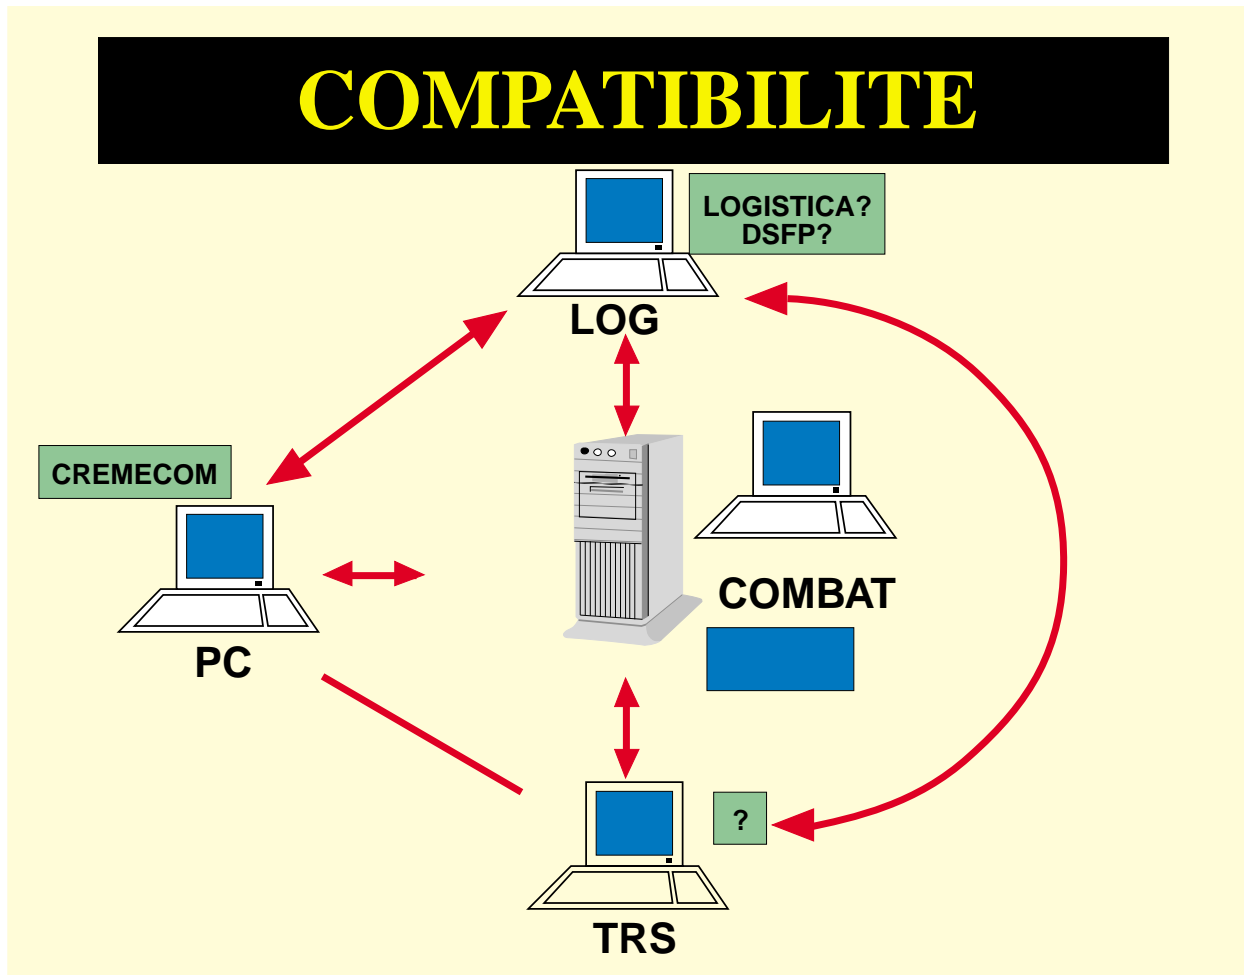 COMPATIBILITE
LOGISTICA?
DSFP?
LOG
CREMECOM
COMBAT
PC
?
TRS